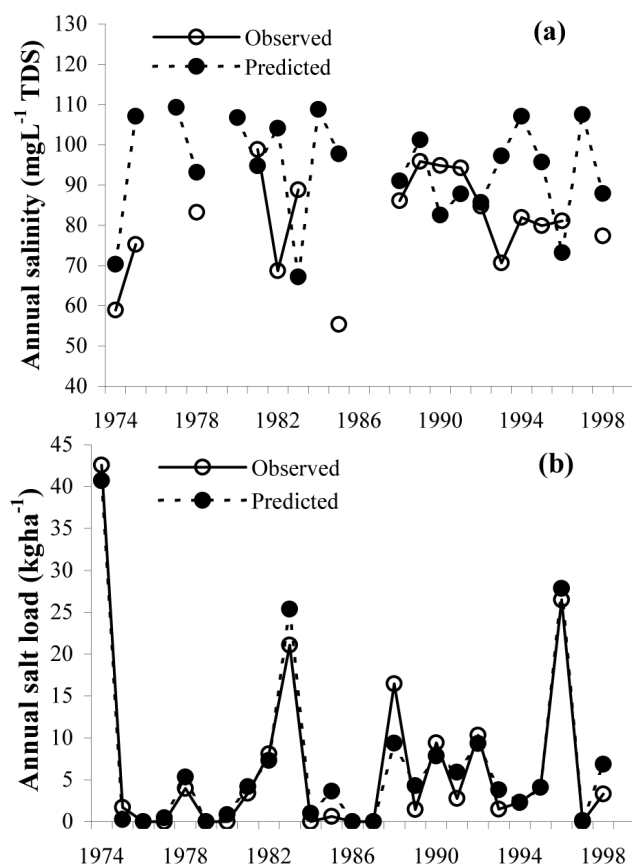 130
120
110
100
90
80
70
60
50
40
Annual salinity (mgL⁻¹ TDS)
Observed
Predicted
(a)
1974 1978 1982 1986 1990 1994 1998
45
40
35
30
25
20
15
10
5
0
Annual salt load (kgha⁻¹)
Observed
Predicted
(b)
1974 1978 1982 1986 1990 1994 1998